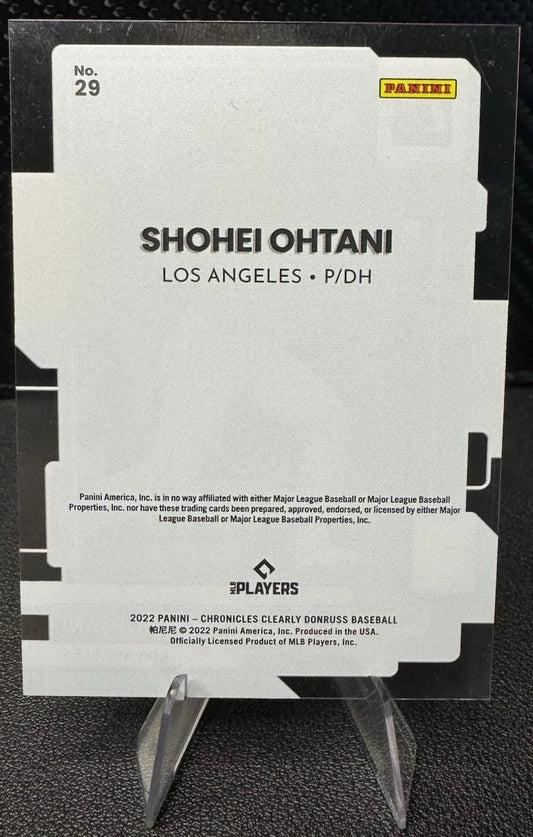 No.
29
PANINI
SHOHEI OHTANI
LOS ANGELES • P/DH
Panini America, Inc. is in no way affiliated with either Major League Baseball or Major League Baseball
Properties, Inc. nor have these trading cards been prepared, approved, endorsed, or licensed by either Major
League Baseball or Major League Baseball Properties, Inc.
MLB PLAYERS
2022 PANINI – CHRONICLES CLEARLY DONRUSS BASEBALL
帕尼尼 © 2022 Panini America, Inc. Produced in the USA.
Officially Licensed Product of MLB Players, Inc.